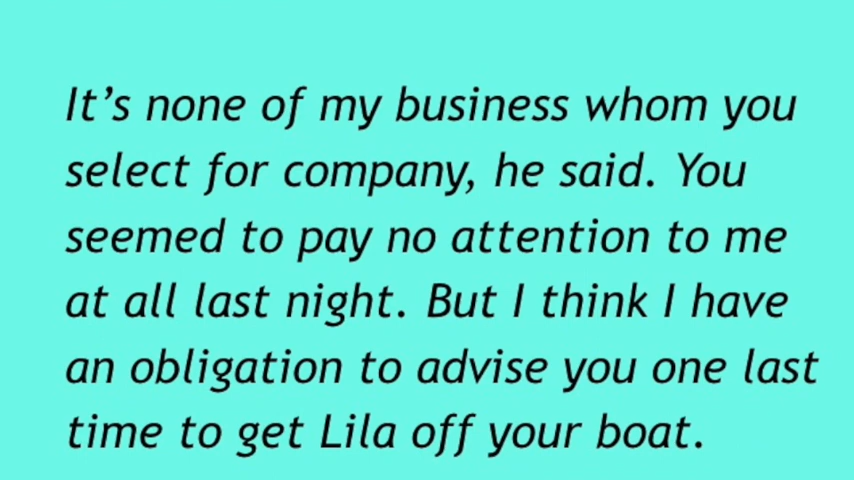 It’s none of my business whom you
select for company, he said. You
seemed to pay no attention to me
at all last night. But I think I have
an obligation to advise you one last
time to get Lila off your boat.